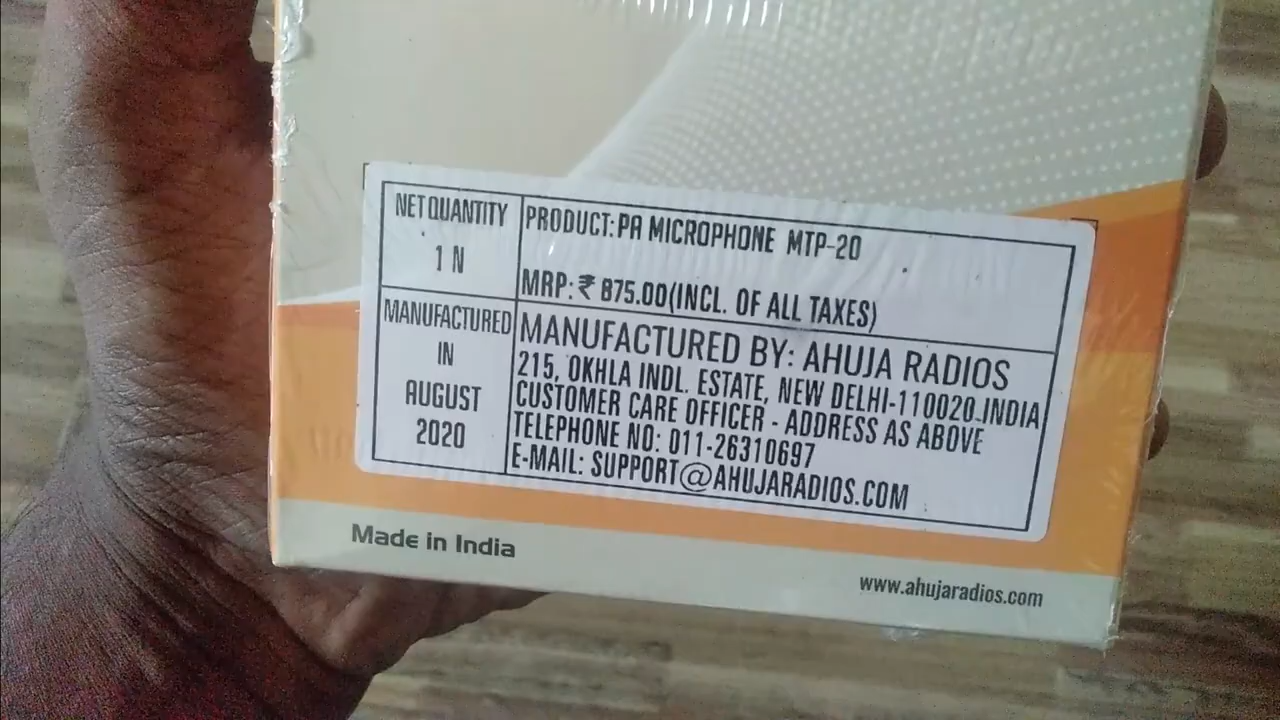 NET QUANTITY
1 N
PRODUCT: PA MICROPHONE MTP-20
MRP: ₹ 875.00(INCL. OF ALL TAXES)
MANUFACTURED
IN
AUGUST
2020
MANUFACTURED BY: AHUJA RADIOS
215, OKHLA INDL. ESTATE, NEW DELHI-110020.INDIA
CUSTOMER CARE OFFICER - ADDRESS AS ABOVE
TELEPHONE NO: 011-26310697
E-MAIL: SUPPORT@AHUJARADIOS.COM
Made in India
www.ahujaradios.com